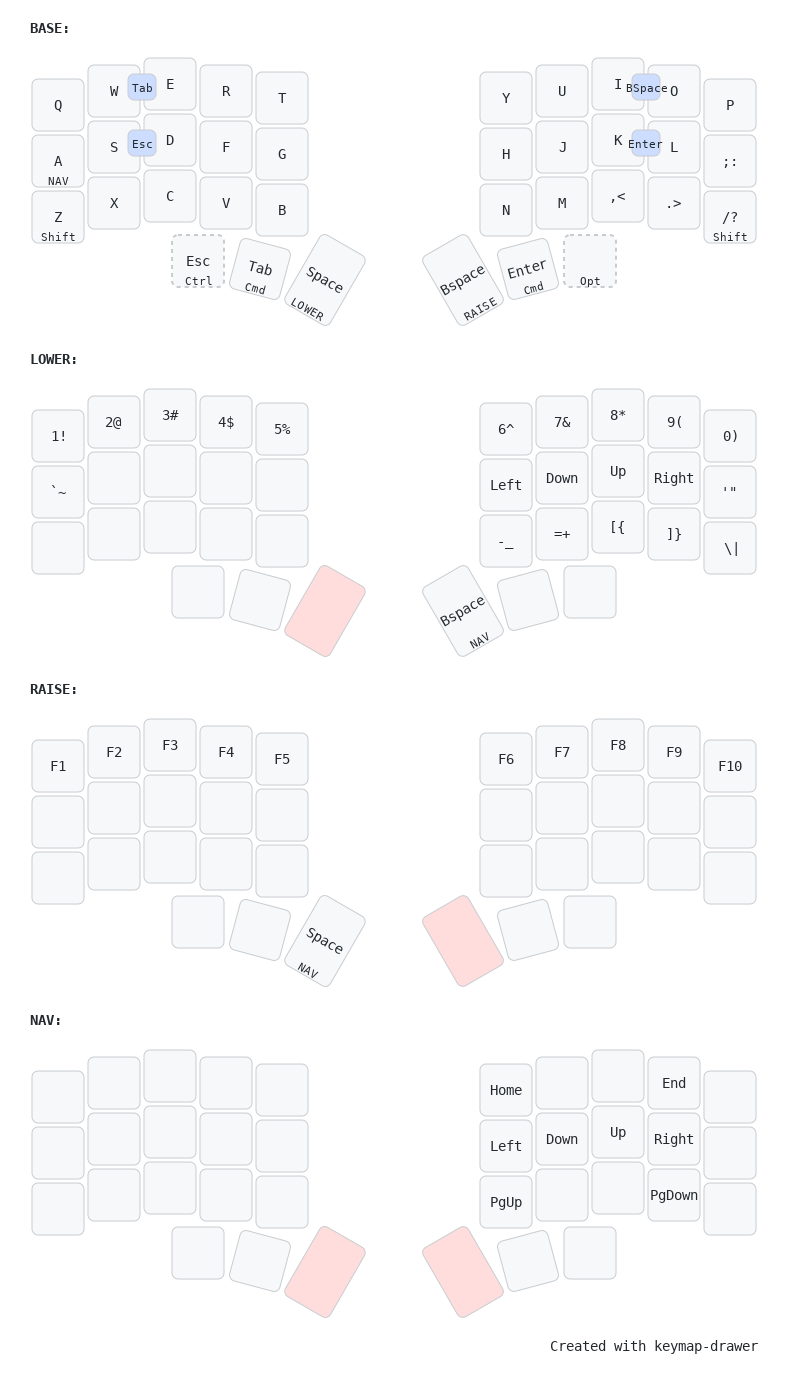 BASE:
Q W Tab E R T Y U I BSpace O P
A NAV S Esc D F G H J K Enter L ;:
Z Shift X C V B N M ,< .> /? Shift
Esc Ctrl Tab Cmd Space LOWER Bspace RAISE Enter Cmd Opt
LOWER:
1! 2@ 3# 4$ 5% 6^ 7& 8* 9( 0)
`~ Left Down Up Right '"
-_ =+ [{ ]} \|
Bspace NAV
RAISE:
F1 F2 F3 F4 F5 F6 F7 F8 F9 F10
Space NAV
NAV:
Home End
Left Down Up Right
PgUp PgDown
Created with keymap-drawer